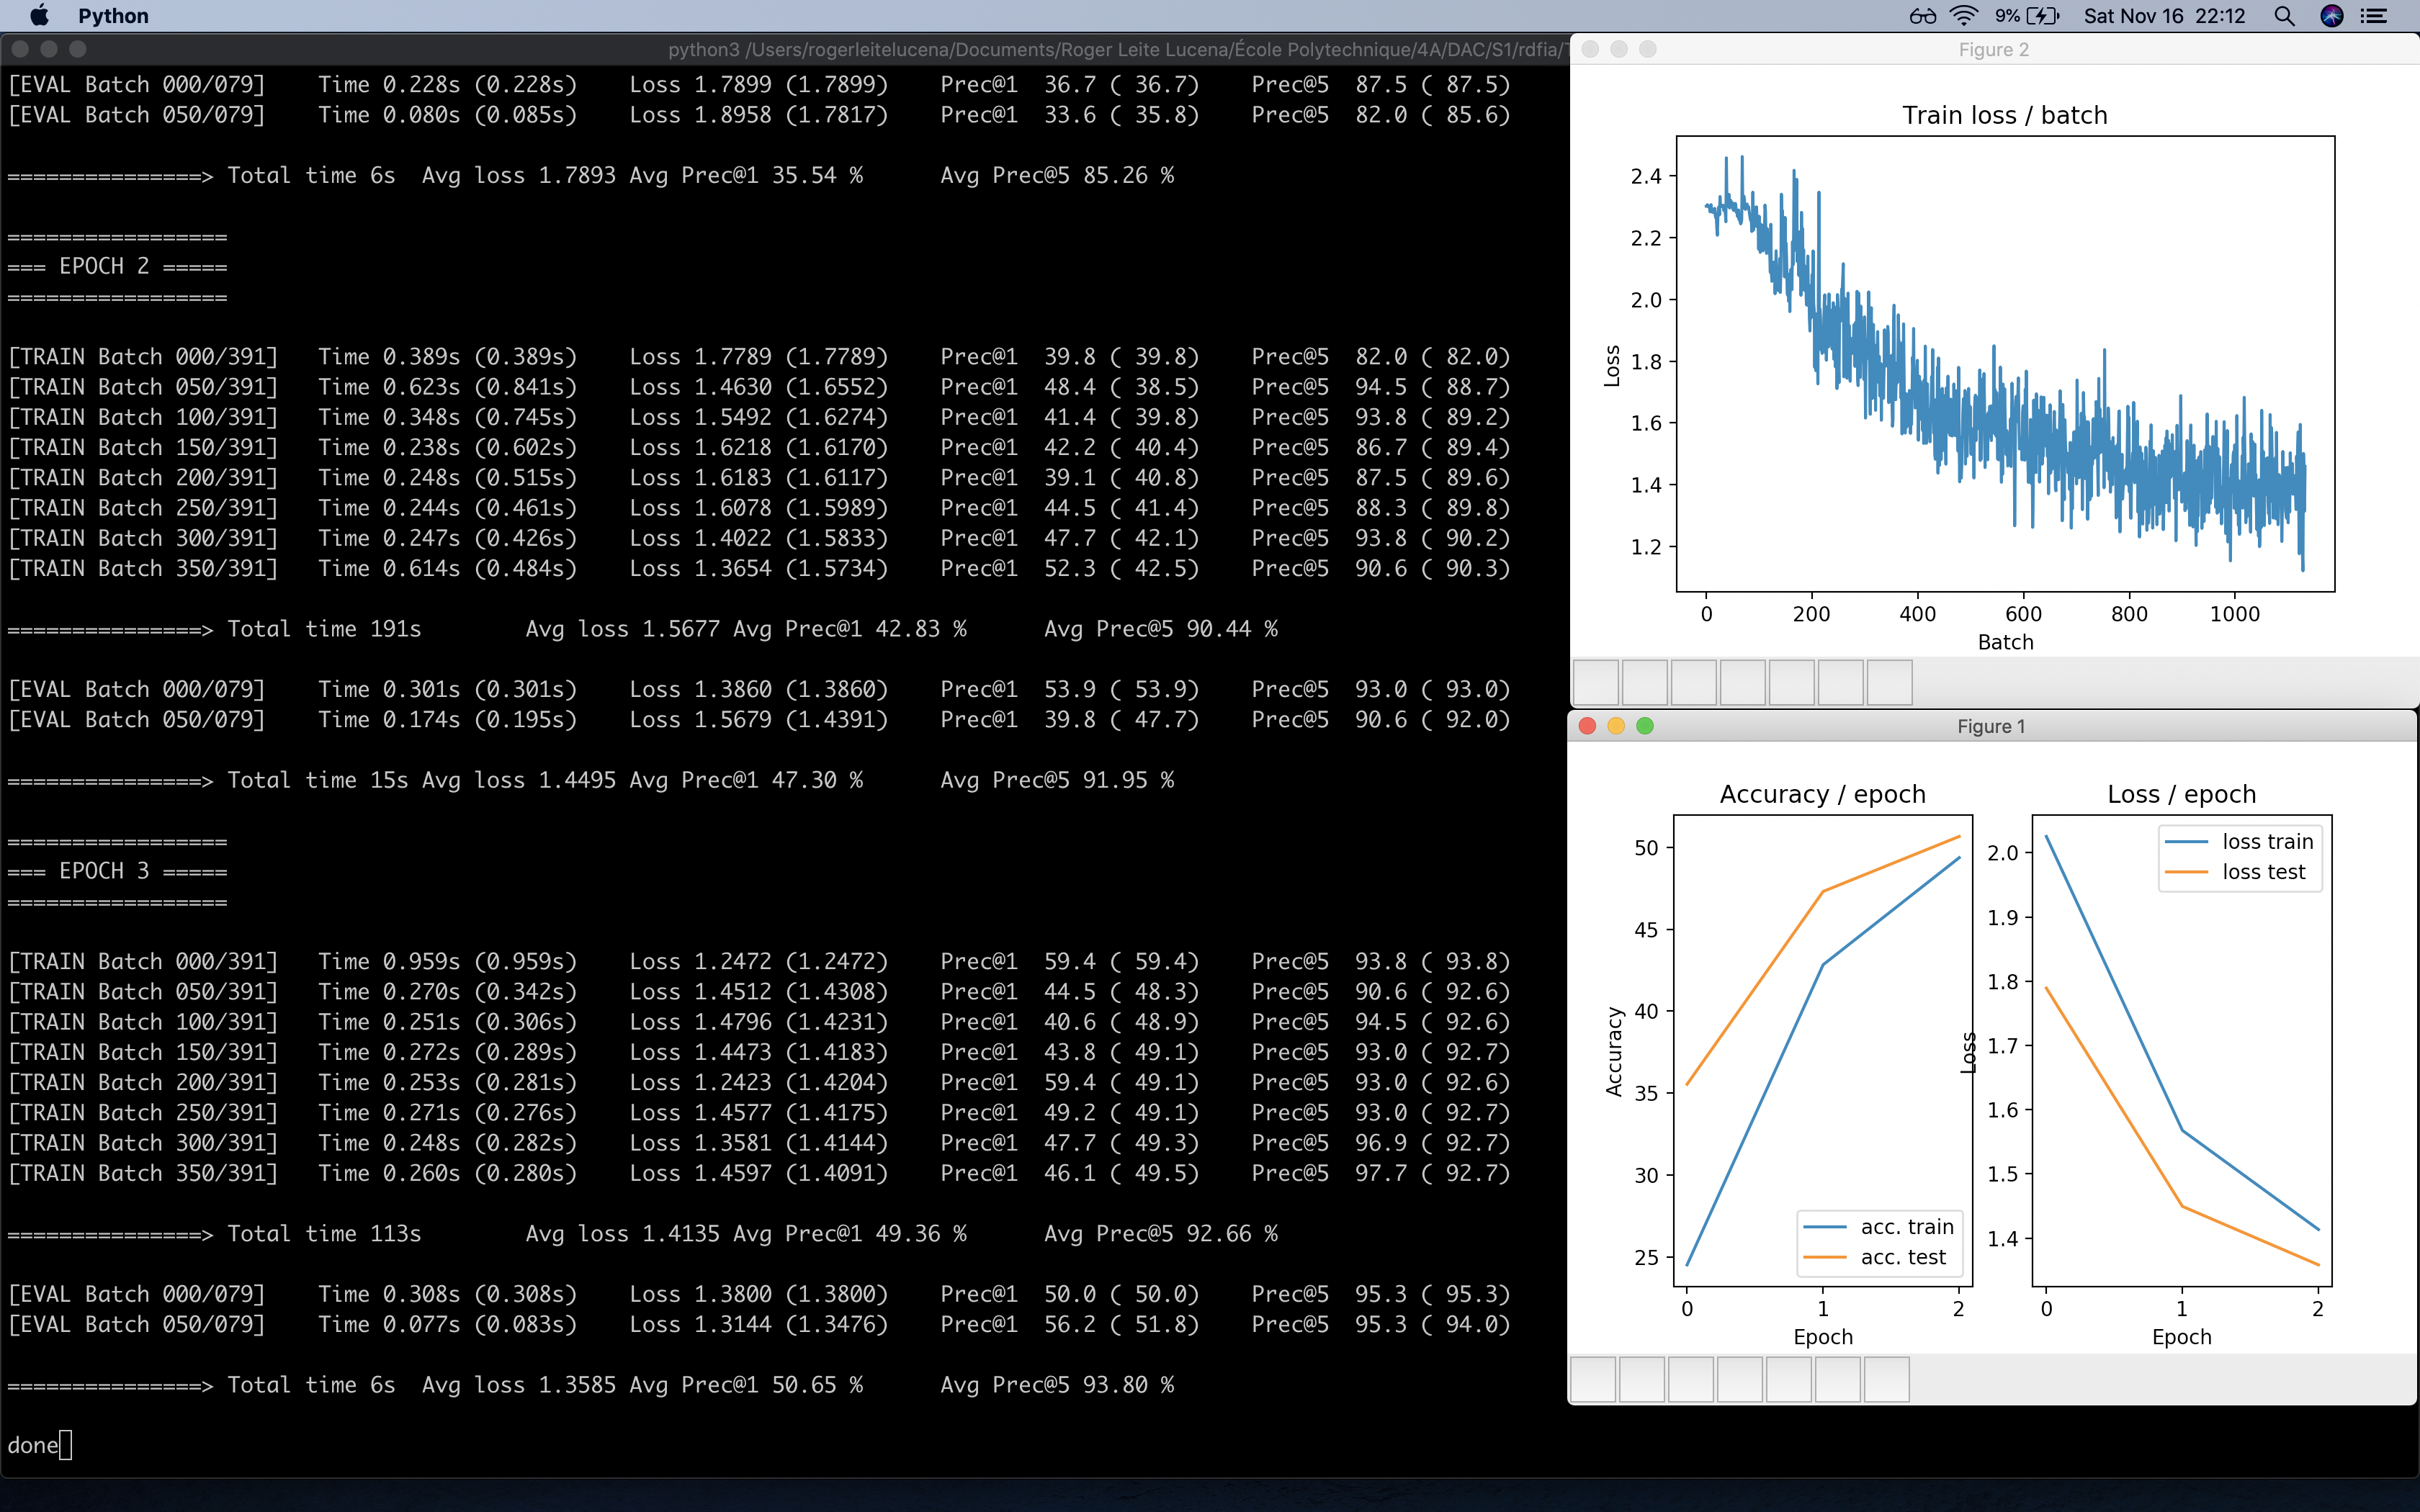 Python
9%
Sat Nov 16 22:12
python3 /Users/rogerleitelucena/Documents/Roger Leite Lucena/École Polytechnique/4A/DAC/S1/rdfia/
[EVAL Batch 000/079] Time 0.228s (0.228s) Loss 1.7899 (1.7899) Prec@1 36.7 ( 36.7) Prec@5 87.5 ( 87.5)
[EVAL Batch 050/079] Time 0.080s (0.085s) Loss 1.8958 (1.7817) Prec@1 33.6 ( 35.8) Prec@5 82.0 ( 85.6)
===============> Total time 6s Avg loss 1.7893 Avg Prec@1 35.54 % Avg Prec@5 85.26 %
=================
=== EPOCH 2 =====
=================
[TRAIN Batch 000/391] Time 0.389s (0.389s) Loss 1.7789 (1.7789) Prec@1 39.8 ( 39.8) Prec@5 82.0 ( 82.0)
[TRAIN Batch 050/391] Time 0.623s (0.841s) Loss 1.4630 (1.6552) Prec@1 48.4 ( 38.5) Prec@5 94.5 ( 88.7)
[TRAIN Batch 100/391] Time 0.348s (0.745s) Loss 1.5492 (1.6274) Prec@1 41.4 ( 39.8) Prec@5 93.8 ( 89.2)
[TRAIN Batch 150/391] Time 0.238s (0.602s) Loss 1.6218 (1.6170) Prec@1 42.2 ( 40.4) Prec@5 86.7 ( 89.4)
[TRAIN Batch 200/391] Time 0.248s (0.515s) Loss 1.6183 (1.6117) Prec@1 39.1 ( 40.8) Prec@5 87.5 ( 89.6)
[TRAIN Batch 250/391] Time 0.244s (0.461s) Loss 1.6078 (1.5989) Prec@1 44.5 ( 41.4) Prec@5 88.3 ( 89.8)
[TRAIN Batch 300/391] Time 0.247s (0.426s) Loss 1.4022 (1.5833) Prec@1 47.7 ( 42.1) Prec@5 93.8 ( 90.2)
[TRAIN Batch 350/391] Time 0.614s (0.484s) Loss 1.3654 (1.5734) Prec@1 52.3 ( 42.5) Prec@5 90.6 ( 90.3)
===============> Total time 191s Avg loss 1.5677 Avg Prec@1 42.83 % Avg Prec@5 90.44 %
[EVAL Batch 000/079] Time 0.301s (0.301s) Loss 1.3860 (1.3860) Prec@1 53.9 ( 53.9) Prec@5 93.0 ( 93.0)
[EVAL Batch 050/079] Time 0.174s (0.195s) Loss 1.5679 (1.4391) Prec@1 39.8 ( 47.7) Prec@5 90.6 ( 92.0)
===============> Total time 15s Avg loss 1.4495 Avg Prec@1 47.30 % Avg Prec@5 91.95 %
=================
=== EPOCH 3 =====
=================
[TRAIN Batch 000/391] Time 0.959s (0.959s) Loss 1.2472 (1.2472) Prec@1 59.4 ( 59.4) Prec@5 93.8 ( 93.8)
[TRAIN Batch 050/391] Time 0.270s (0.342s) Loss 1.4512 (1.4308) Prec@1 44.5 ( 48.3) Prec@5 90.6 ( 92.6)
[TRAIN Batch 100/391] Time 0.251s (0.306s) Loss 1.4796 (1.4231) Prec@1 40.6 ( 48.9) Prec@5 94.5 ( 92.6)
[TRAIN Batch 150/391] Time 0.272s (0.289s) Loss 1.4473 (1.4183) Prec@1 43.8 ( 49.1) Prec@5 93.0 ( 92.7)
[TRAIN Batch 200/391] Time 0.253s (0.281s) Loss 1.2423 (1.4204) Prec@1 59.4 ( 49.1) Prec@5 93.0 ( 92.6)
[TRAIN Batch 250/391] Time 0.271s (0.276s) Loss 1.4577 (1.4175) Prec@1 49.2 ( 49.1) Prec@5 93.0 ( 92.7)
[TRAIN Batch 300/391] Time 0.248s (0.282s) Loss 1.3581 (1.4144) Prec@1 47.7 ( 49.3) Prec@5 96.9 ( 92.7)
[TRAIN Batch 350/391] Time 0.260s (0.280s) Loss 1.4597 (1.4091) Prec@1 46.1 ( 49.5) Prec@5 97.7 ( 92.7)
===============> Total time 113s Avg loss 1.4135 Avg Prec@1 49.36 % Avg Prec@5 92.66 %
[EVAL Batch 000/079] Time 0.308s (0.308s) Loss 1.3800 (1.3800) Prec@1 50.0 ( 50.0) Prec@5 95.3 ( 95.3)
[EVAL Batch 050/079] Time 0.077s (0.083s) Loss 1.3144 (1.3476) Prec@1 56.2 ( 51.8) Prec@5 95.3 ( 94.0)
===============> Total time 6s Avg loss 1.3585 Avg Prec@1 50.65 % Avg Prec@5 93.80 %
done
Figure 2
Train loss / batch
Loss
2.4
2.2
2.0
1.8
1.6
1.4
1.2
0 200 400 600 800 1000
Batch
Figure 1
Accuracy / epoch
Accuracy
50
45
40
35
30
25
acc. train
acc. test
0 1 2
Epoch
Loss / epoch
Loss
2.0
1.9
1.8
1.7
1.6
1.5
1.4
loss train
loss test
0 1 2
Epoch